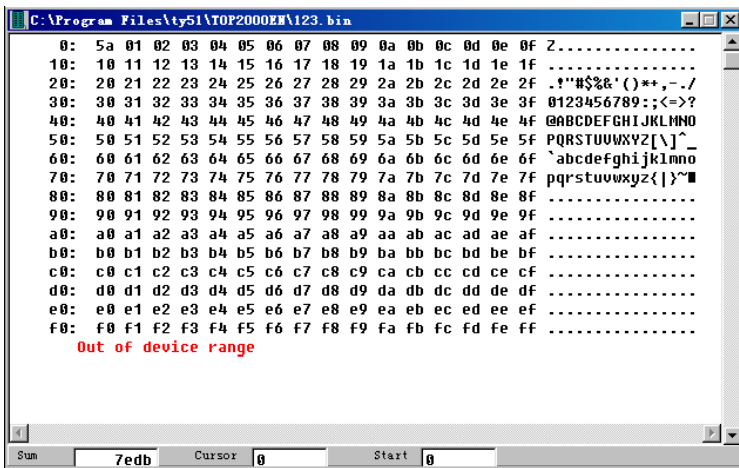 C:\Program Files\ty51\TOP2000EN\123.bin
0: 5a 01 02 03 04 05 06 07 08 09 0a 0b 0c 0d 0e 0f Z...............
10: 10 11 12 13 14 15 16 17 18 19 1a 1b 1c 1d 1e 1f ................
20: 20 21 22 23 24 25 26 27 28 29 2a 2b 2c 2d 2e 2f .!"#$%&'()*+,-./
30: 30 31 32 33 34 35 36 37 38 39 3a 3b 3c 3d 3e 3f 0123456789:;<=>?
40: 40 41 42 43 44 45 46 47 48 49 4a 4b 4c 4d 4e 4f @ABCDEFGHIJKLMNO
50: 50 51 52 53 54 55 56 57 58 59 5a 5b 5c 5d 5e 5f PQRSTUVWXYZ[\]^_
60: 60 61 62 63 64 65 66 67 68 69 6a 6b 6c 6d 6e 6f `abcdefghijklmno
70: 70 71 72 73 74 75 76 77 78 79 7a 7b 7c 7d 7e 7f pqrstuvwxyz{|}~■
80: 80 81 82 83 84 85 86 87 88 89 8a 8b 8c 8d 8e 8f ................
90: 90 91 92 93 94 95 96 97 98 99 9a 9b 9c 9d 9e 9f ................
a0: a0 a1 a2 a3 a4 a5 a6 a7 a8 a9 aa ab ac ad ae af ................
b0: b0 b1 b2 b3 b4 b5 b6 b7 b8 b9 ba bb bc bd be bf ................
c0: c0 c1 c2 c3 c4 c5 c6 c7 c8 c9 ca cb cc cd ce cf ................
d0: d0 d1 d2 d3 d4 d5 d6 d7 d8 d9 da db dc dd de df ................
e0: e0 e1 e2 e3 e4 e5 e6 e7 e8 e9 ea eb ec ed ee ef ................
f0: f0 f1 f2 f3 f4 f5 f6 f7 f8 f9 fa fb fc fd fe ff ................
Out of device range
Sum 7edb Cursor 0 Start 0